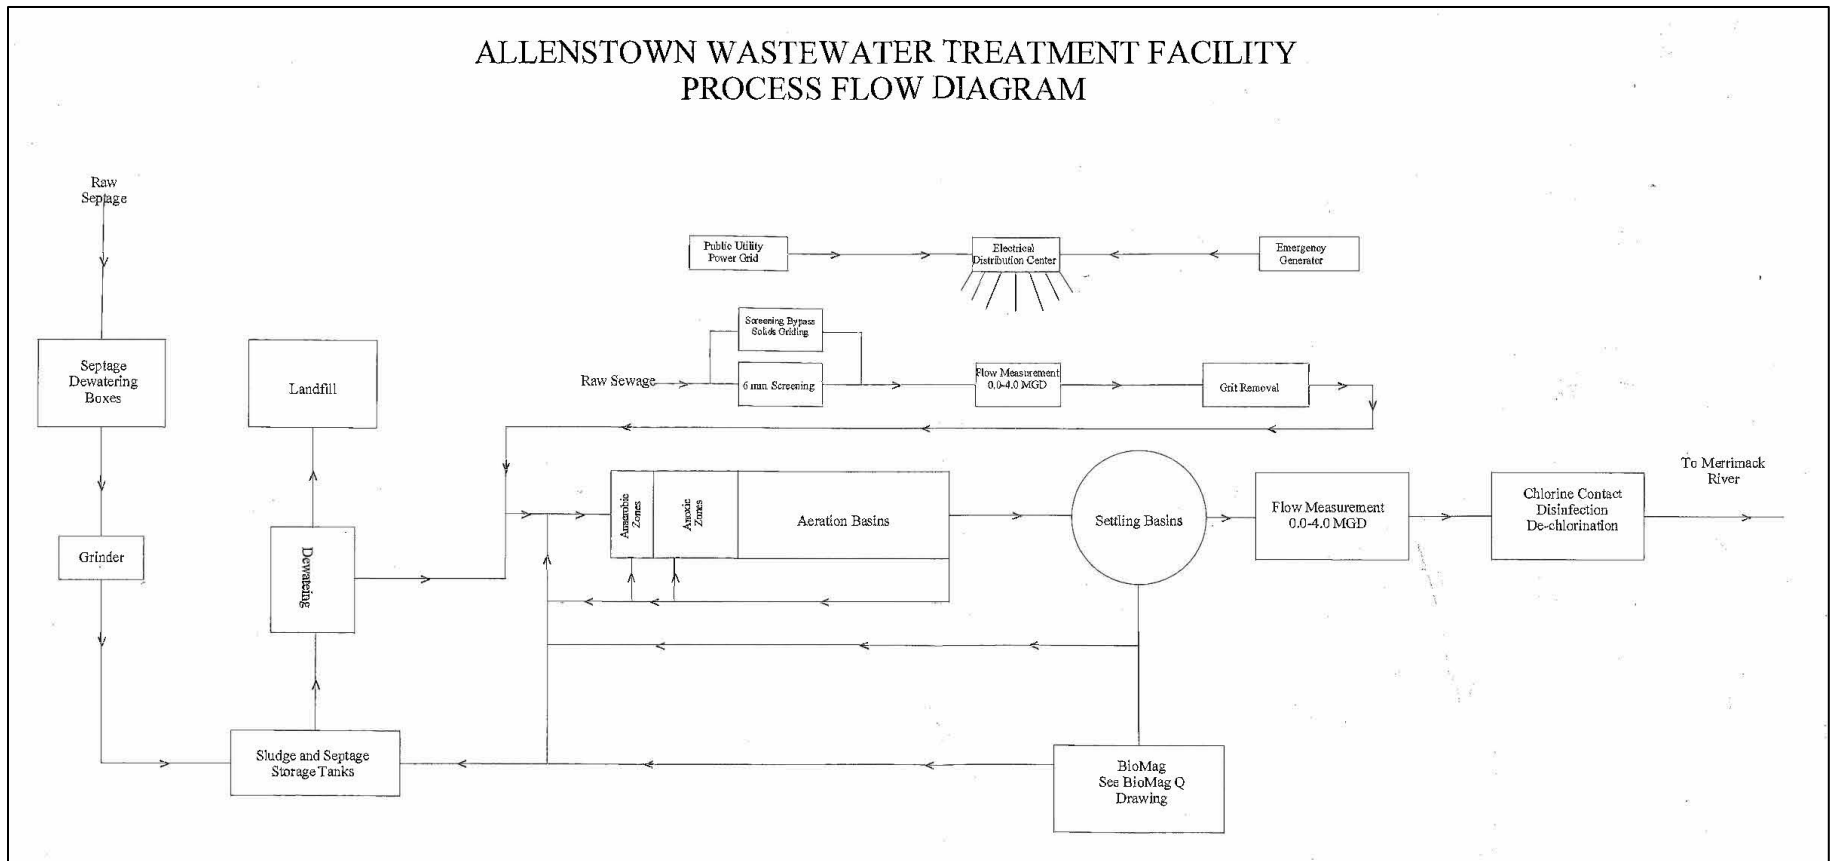 ALLENSTOWN WASTEWATER TREATMENT FACILITY
PROCESS FLOW DIAGRAM
Raw
Septage
Public Utility
Power Grid
Electrical
Distribution Center
Emergency
Generator
Screening Bypass
Solids Griding
Raw Sewage
6 mm Screening
Flow Measurement
0.0-4.0 MGD
Grit Removal
Septage
Dewatering
Boxes
Landfill
Anaerobic
Zones
Anoxic
Zones
Aeration Basins
Settling Basins
Flow Measurement
0.0-4.0 MGD
Chlorine Contact
Disinfection
De-chlorination
To Merrimack
River
Grinder
Dewateing
Sludge and Septage
Storage Tanks
BioMag
See BioMag Q
Drawing